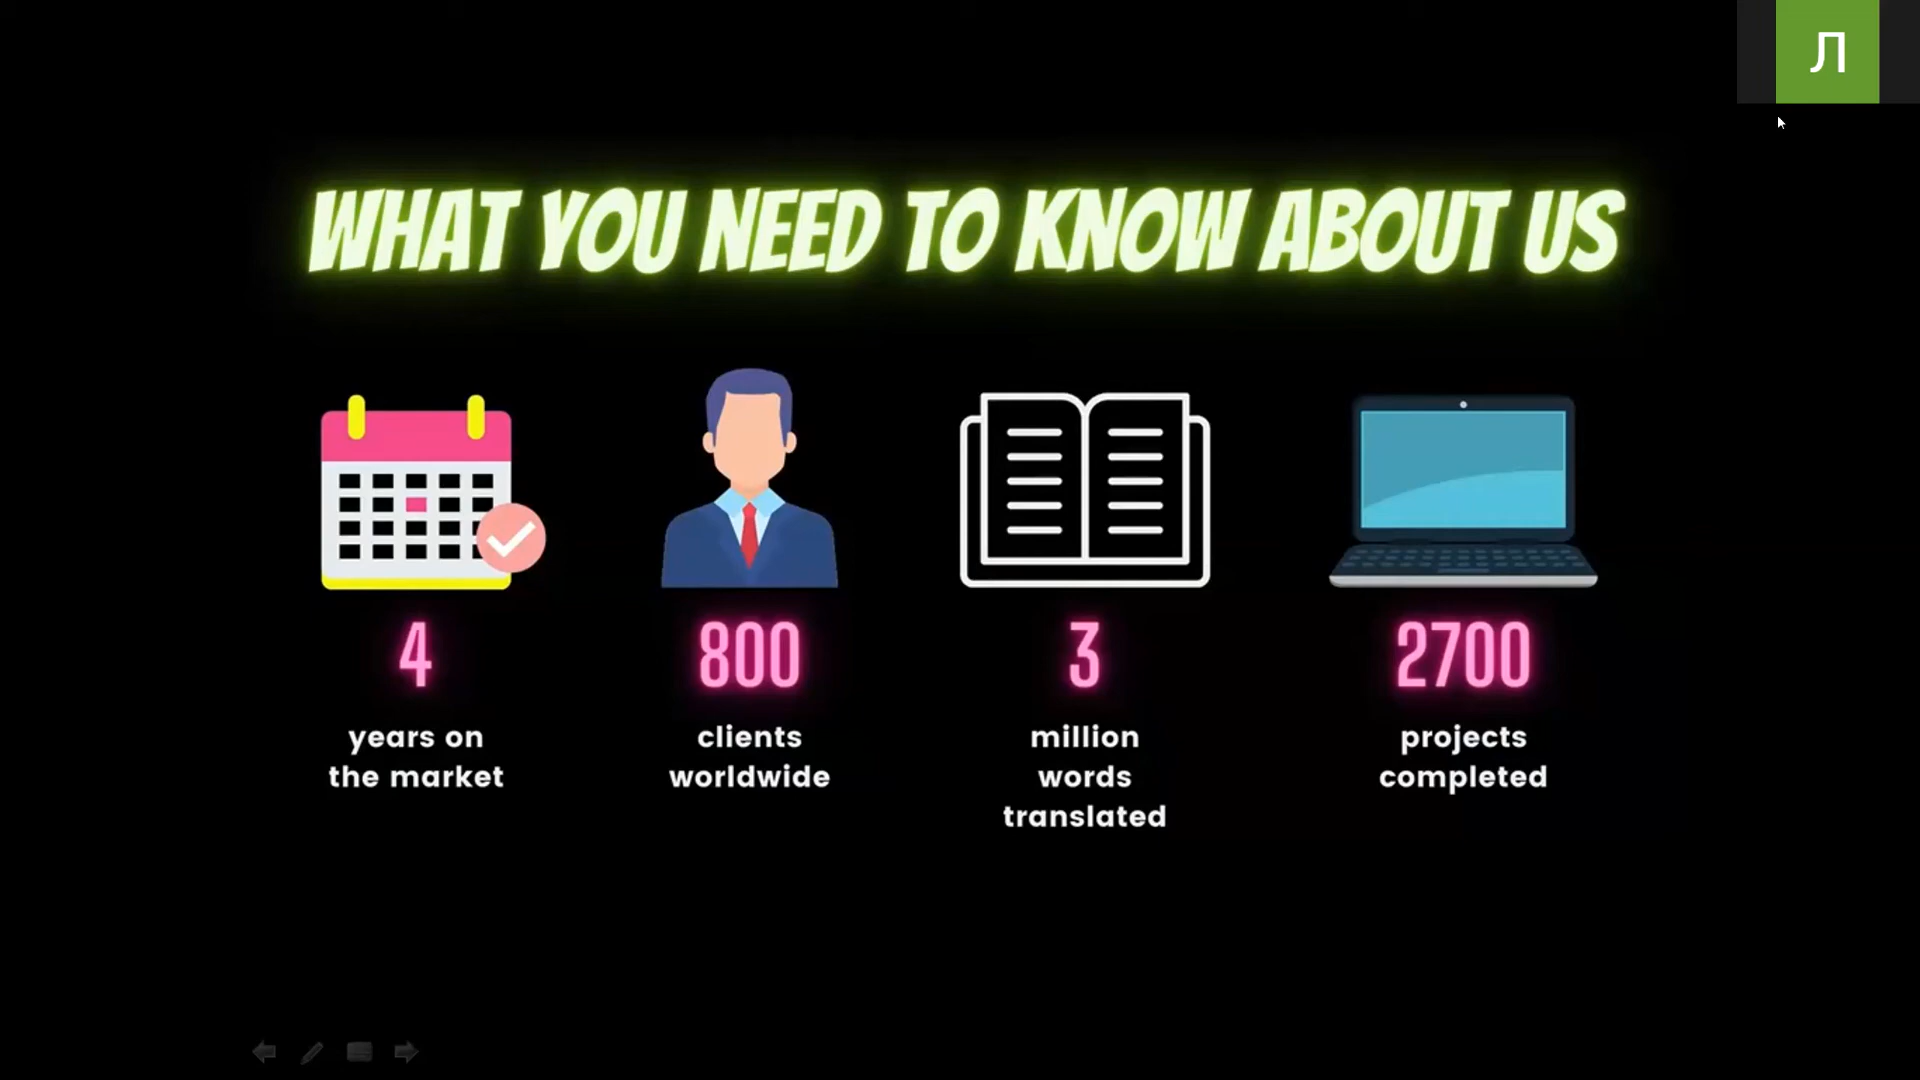 Л
WHAT YOU NEED TO KNOW ABOUT US
4
years on
the market
800
clients
worldwide
3
million
words
translated
2700
projects
completed